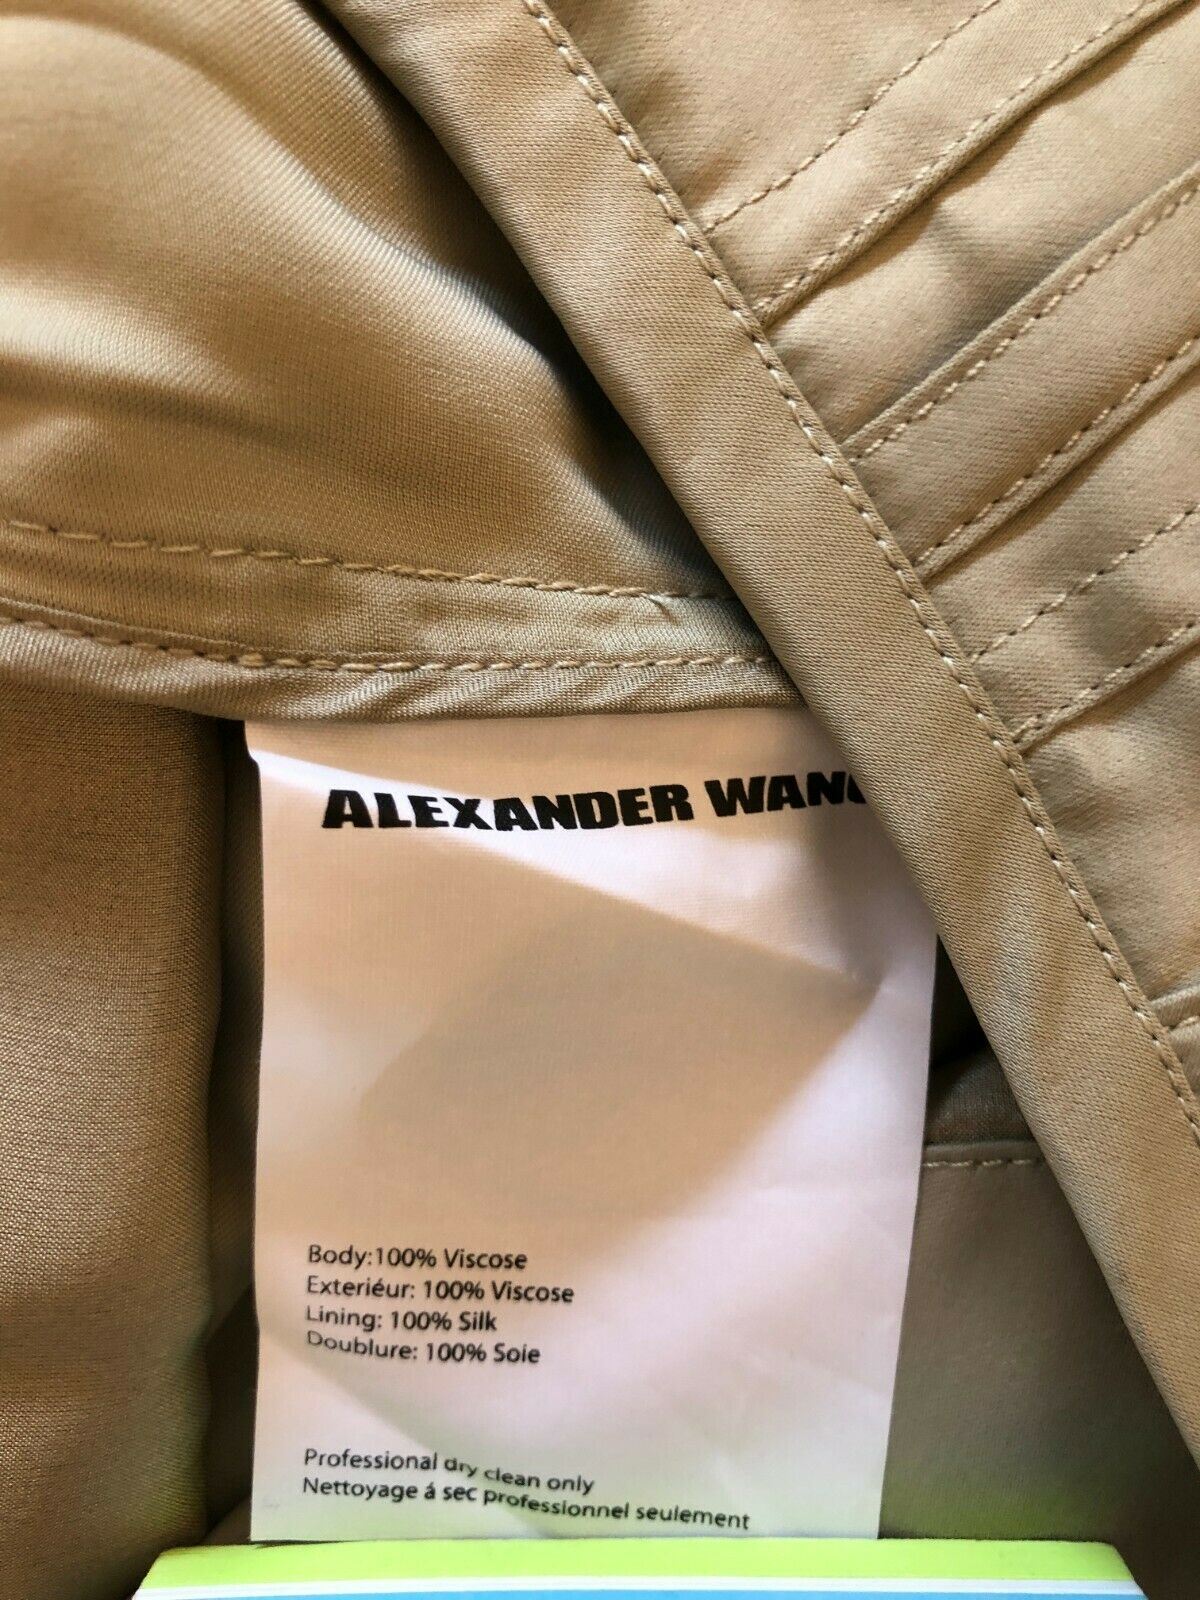 ALEXANDER WANG
Body:100% Viscose
Exteriéur: 100% Viscose
Lining: 100% Silk
Doublure: 100% Soie
Professional dry clean only
Nettoyage á sec professionnel seulement